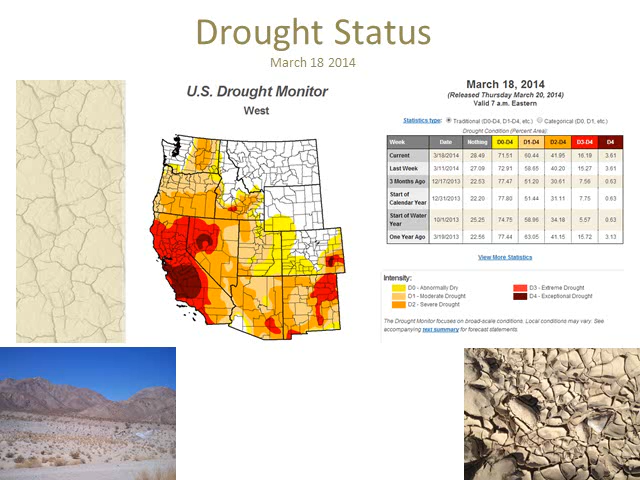 Drought Status
March 18 2014
U.S. Drought Monitor
West
March 18, 2014
(Released Thursday March 20, 2014)
Valid 7 a.m. Eastern
Statistics type: Traditional (D0-D4, D1-D4, etc.) Categorical (D0, D1, etc.)
Drought Condition (Percent Area):
Week Date Nothing D0-D4 D1-D4 D2-D4 D3-D4 D4
Current 3/18/2014 28.49 71.51 60.44 41.95 16.19 3.61
Last Week 3/11/2014 27.09 72.91 58.65 40.20 15.27 3.61
3 Months Ago 12/17/2013 22.53 77.47 51.20 30.61 7.56 0.63
Start of Calendar Year 12/31/2013 22.20 77.80 51.44 31.11 7.75 0.63
Start of Water Year 10/1/2013 25.25 74.75 58.96 34.18 5.57 0.63
One Year Ago 3/19/2013 22.56 77.44 63.05 41.15 15.72 3.13
View More Statistics
Intensity:
D0 - Abnormally Dry D3 - Extreme Drought
D1 - Moderate Drought D4 - Exceptional Drought
D2 - Severe Drought
The Drought Monitor focuses on broad-scale conditions. Local conditions may vary. See
accompanying text summary for forecast statements.